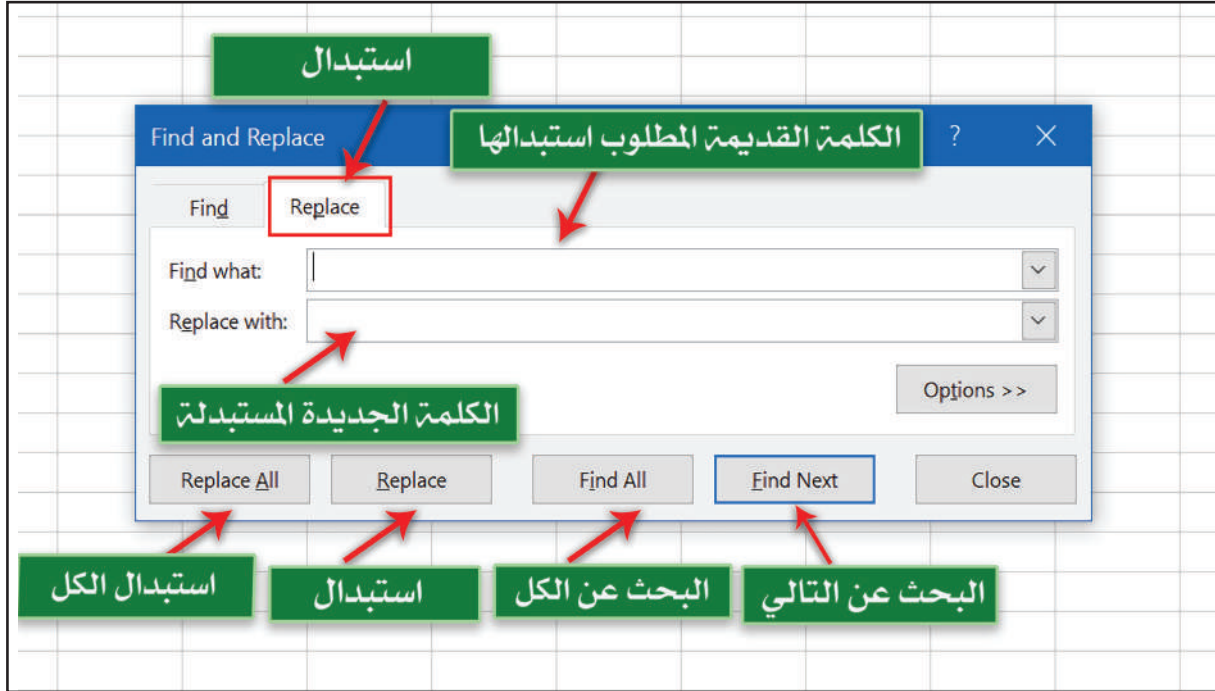 استبدال
Find and Replace
الكلمة القديمة المطلوب استبدالها
?
Find
Replace
Find what:
Replace with:
الكلمة الجديدة المستبدلة
Options >>
Replace All
Replace
Find All
Find Next
Close
استبدال الكل
استبدال
البحث عن الكل
البحث عن التالي